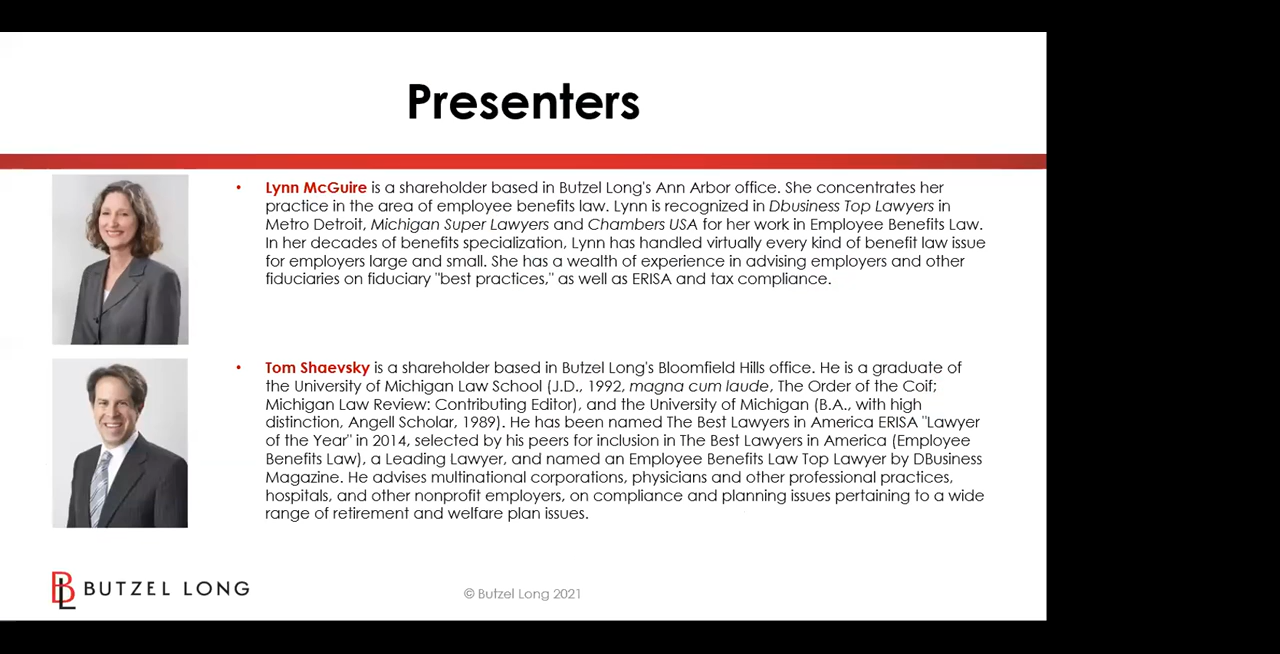 Presenters
• Lynn McGuire is a shareholder based in Butzel Long's Ann Arbor office. She concentrates her
practice in the area of employee benefits law. Lynn is recognized in Dbusiness Top Lawyers in
Metro Detroit, Michigan Super Lawyers and Chambers USA for her work in Employee Benefits Law.
In her decades of benefits specialization, Lynn has handled virtually every kind of benefit law issue
for employers large and small. She has a wealth of experience in advising employers and other
fiduciaries on fiduciary "best practices," as well as ERISA and tax compliance.
• Tom Shaevsky is a shareholder based in Butzel Long's Bloomfield Hills office. He is a graduate of
the University of Michigan Law School (J.D., 1992, magna cum laude, The Order of the Coif;
Michigan Law Review: Contributing Editor), and the University of Michigan (B.A., with high
distinction, Angell Scholar, 1989). He has been named The Best Lawyers in America ERISA "Lawyer
of the Year" in 2014, selected by his peers for inclusion in The Best Lawyers in America (Employee
Benefits Law), a Leading Lawyer, and named an Employee Benefits Law Top Lawyer by DBusiness
Magazine. He advises multinational corporations, physicians and other professional practices,
hospitals, and other nonprofit employers, on compliance and planning issues pertaining to a wide
range of retirement and welfare plan issues.
BL BUTZEL LONG
© Butzel Long 2021